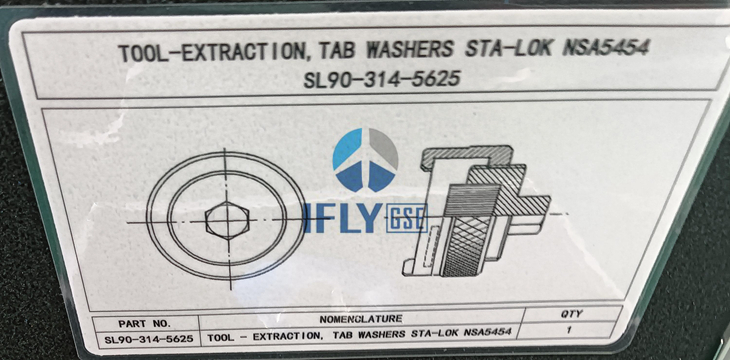 TOOL-EXTRACTION, TAB WASHERS STA-LOK NSA5454
SL90-314-5625
IFLY GSE
PART NO. NOMENCLATURE QTY
SL90-314-5625 TOOL - EXTRACTION, TAB WASHERS STA-LOK NSA5454 1